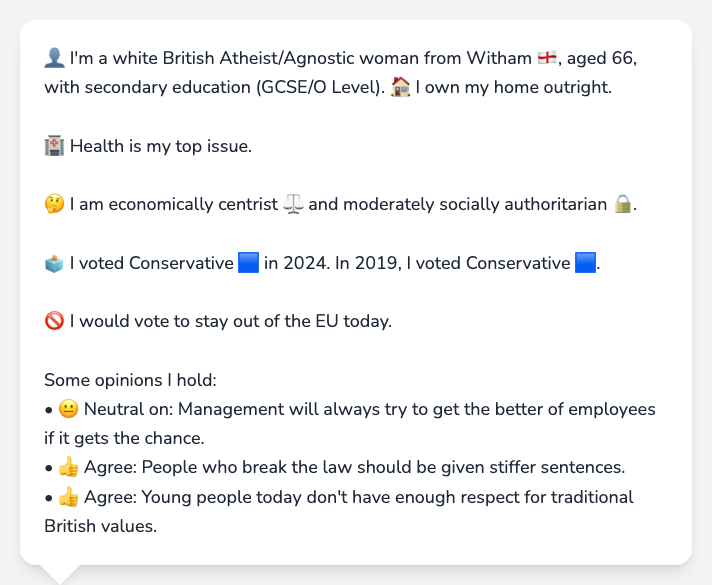 👤 I'm a white British Atheist/Agnostic woman from Witham 🏴󠁧󠁢󠁥󠁮󠁧󠁿, aged 66,
with secondary education (GCSE/O Level). 🏠 I own my home outright.
🏥 Health is my top issue.
🤔 I am economically centrist ⚖️ and moderately socially authoritarian 🔒.
🗳️ I voted Conservative 🟦 in 2024. In 2019, I voted Conservative 🟦.
🚫 I would vote to stay out of the EU today.
Some opinions I hold:
• 😐 Neutral on: Management will always try to get the better of employees
if it gets the chance.
• 👍 Agree: People who break the law should be given stiffer sentences.
• 👍 Agree: Young people today don't have enough respect for traditional
British values.